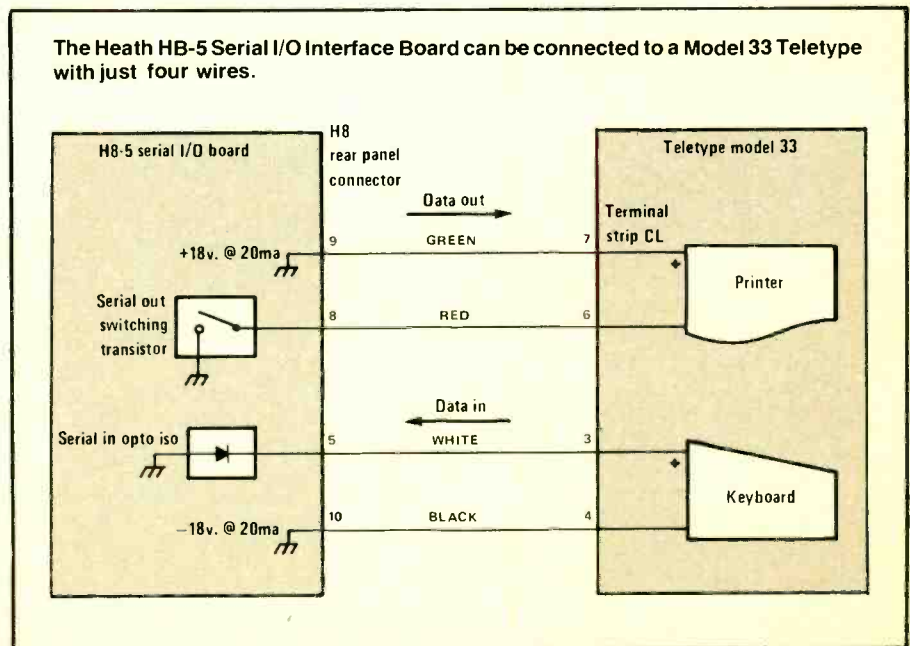 The Heath HB-5 Serial I/O Interface Board can be connected to a Model 33 Teletype
with just four wires.
H8-5 serial I/O board
H8
rear panel
connector
Teletype model 33
Data out
Terminal
strip CL
+18v. @ 20ma
9
GREEN
7
+
Printer
Serial out
switching
transistor
8
RED
6
Data in
Serial in opto iso
5
WHITE
3
+
Keyboard
−18v. @ 20ma
10
BLACK
4